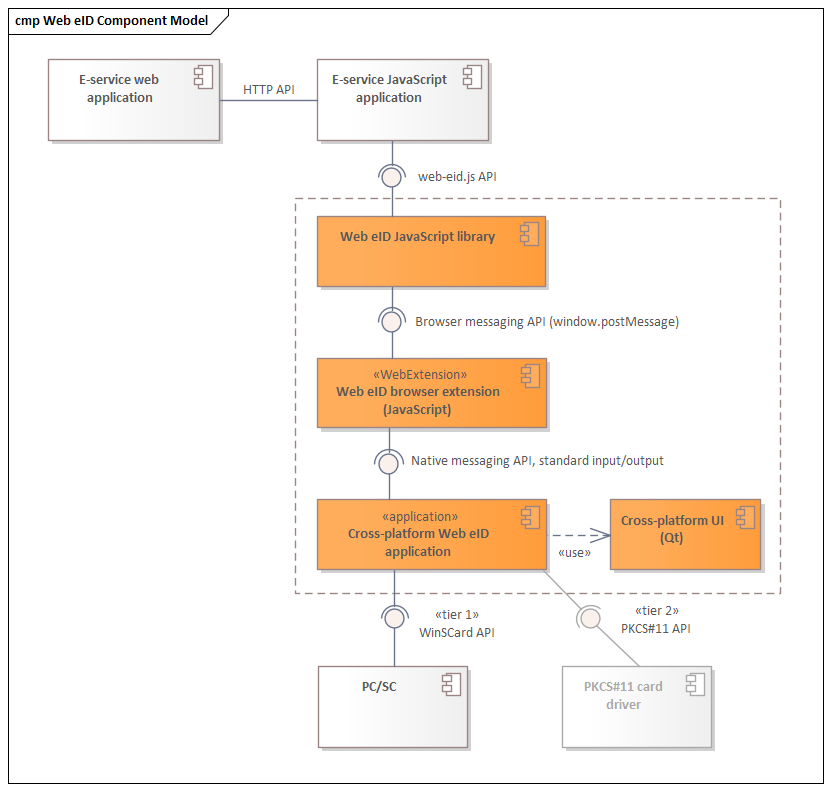 cmp Web eID Component Model
E-service web
application
HTTP API
E-service JavaScript
application
web-eid.js API
Web eID JavaScript library
Browser messaging API (window.postMessage)
«WebExtension»
Web eID browser extension
(JavaScript)
Native messaging API, standard input/output
«application»
Cross-platform Web eID
application
«use»
Cross-platform UI
(Qt)
«tier 1»
WinSCard API
«tier 2»
PKCS#11 API
PC/SC
PKCS#11 card
driver